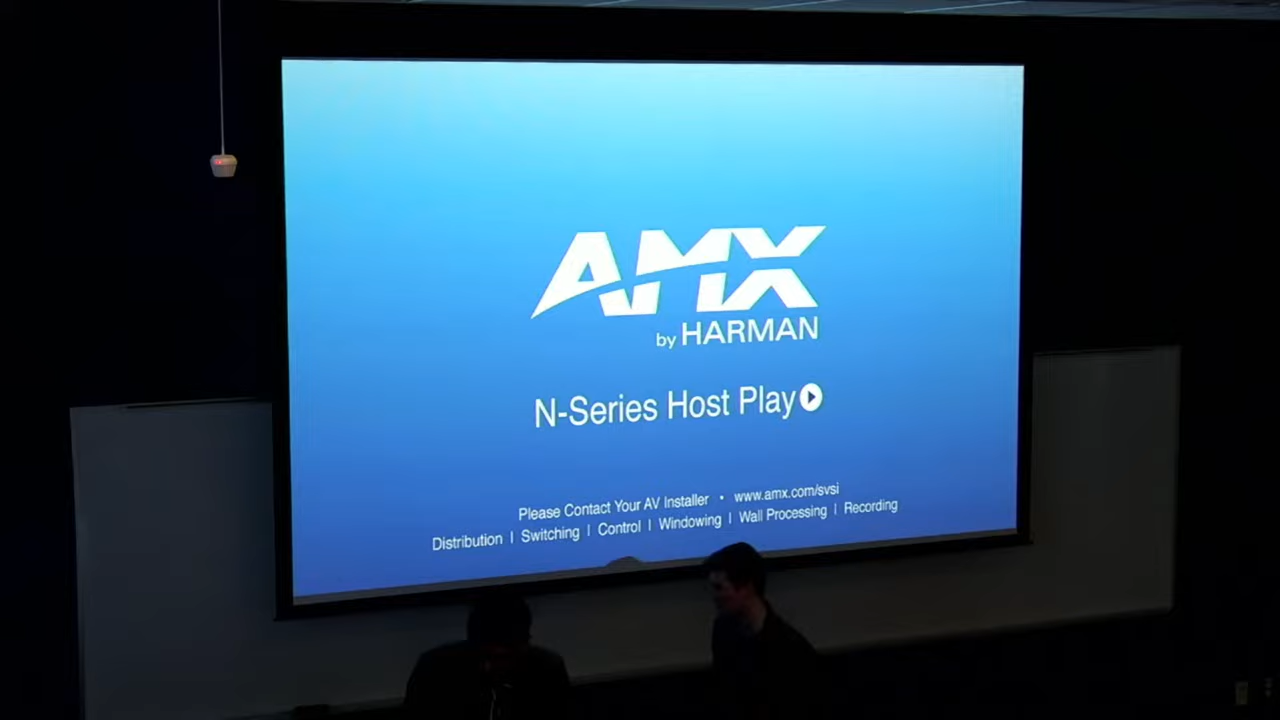 AMX
by HARMAN
N-Series Host Play
Please Contact Your AV Installer • www.amx.com/svsi
Distribution | Switching | Control | Windowing | Wall Processing | Recording